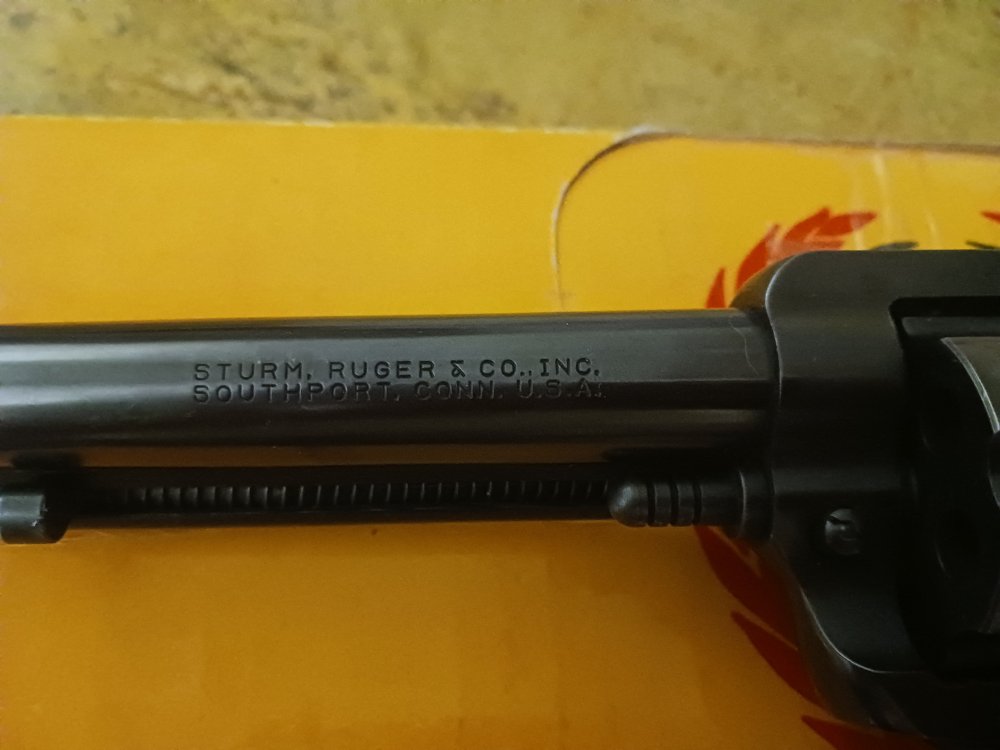 STURM, RUGER & CO., INC.
SOUTHPORT, CONN. U.S.A.